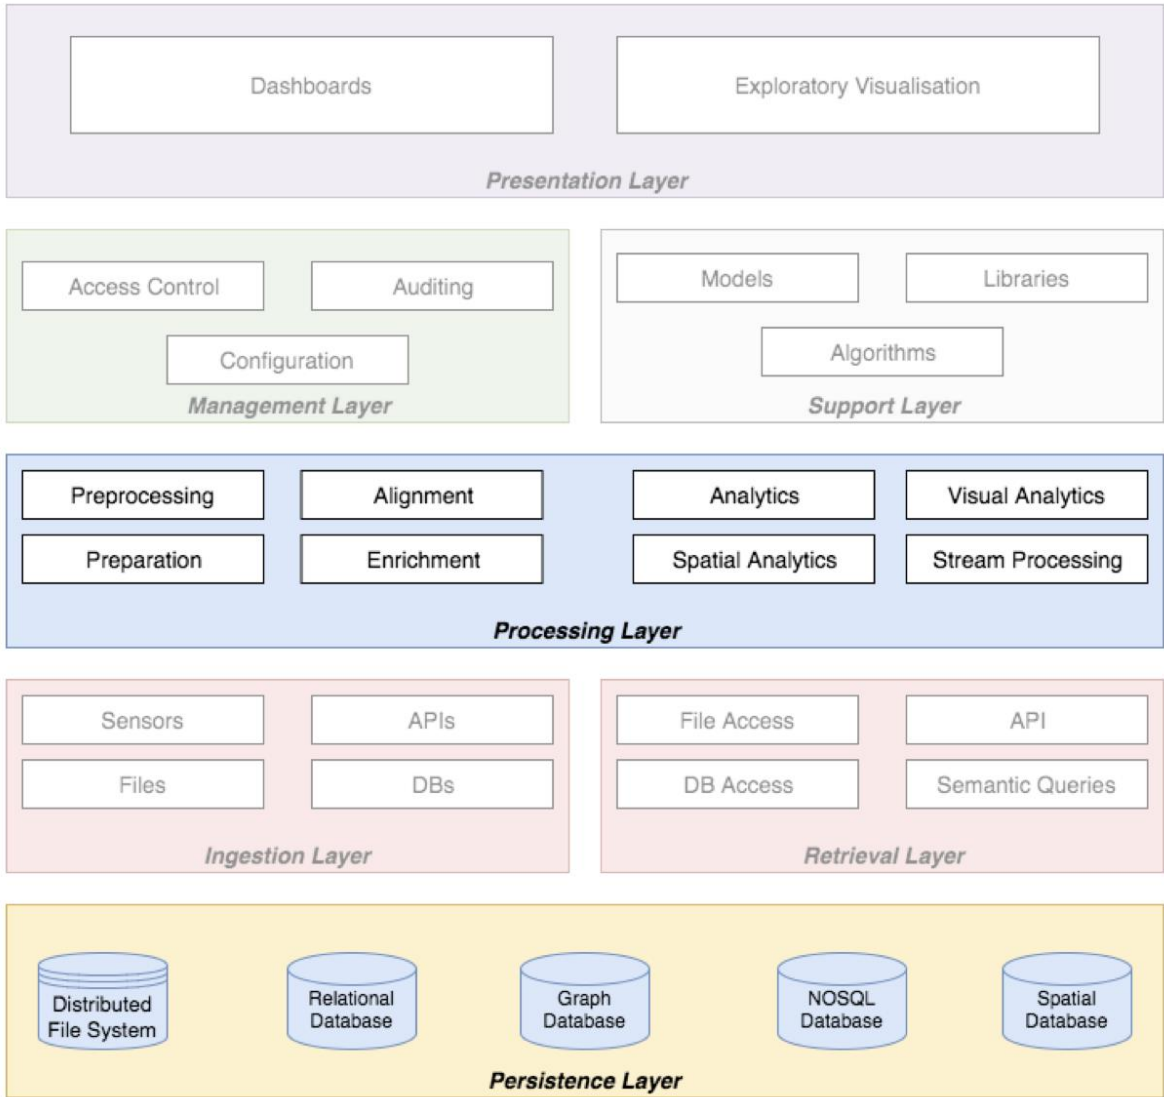 Dashboards
Exploratory Visualisation
Presentation Layer
Access Control
Auditing
Configuration
Management Layer
Models
Libraries
Algorithms
Support Layer
Preprocessing
Alignment
Analytics
Visual Analytics
Preparation
Enrichment
Spatial Analytics
Stream Processing
Processing Layer
Sensors
APIs
Files
DBs
Ingestion Layer
File Access
API
DB Access
Semantic Queries
Retrieval Layer
Distributed
File System
Relational
Database
Graph
Database
NOSQL
Database
Spatial
Database
Persistence Layer